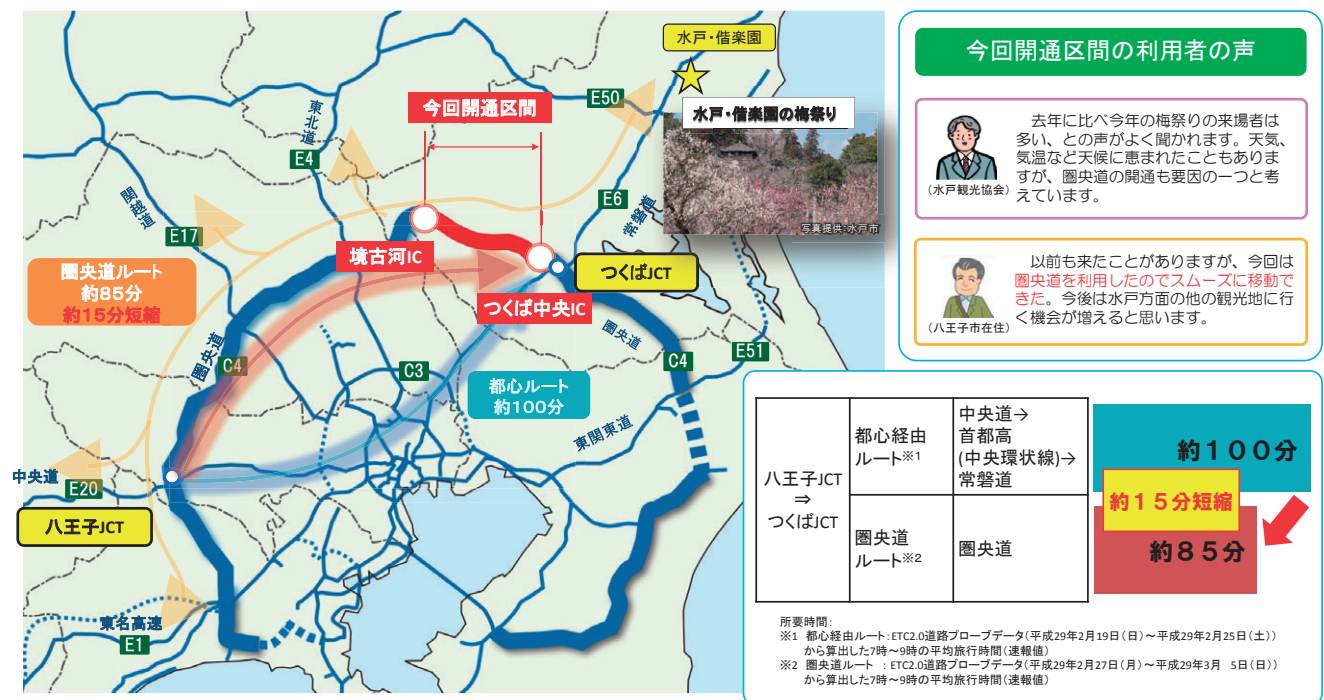 水戸・偕楽園
今回開通区間
水戸・偕楽園の梅祭り
写真提供:水戸市
E50
東北道
E4
関越道
E17
E6
常磐道
境古河IC
つくばJCT
つくば中央IC
圏央道ルート
約85分
約15分短縮
圏央道
C4
C3
都心ルート
約100分
圏央道
C4
E51
東関東道
中央道
E20
八王子JCT
東名高速
E1
今回開通区間の利用者の声
去年に比べ今年の梅祭りの来場者は
多い、との声がよく聞かれます。天気、
気温など天候に恵まれたこともありま
すが、圏央道の開通も要因の一つと考
えています。
(水戸観光協会)
以前も来たことがありますが、今回は
圏央道を利用したのでスムーズに移動で
きた。今後は水戸方面の他の観光地に行
く機会が増えると思います。
(八王子市在住)
八王子JCT
⇒
つくばJCT
都心経由
ルート※1
中央道→
首都高
(中央環状線)→
常磐道
約100分
約15分短縮
圏央道
ルート※2
圏央道
約85分
所要時間:
※1 都心経由ルート:ETC2.0道路プローブデータ(平成29年2月19日(日)~平成29年2月25日(土))
から算出した7時~9時の平均旅行時間(速報値)
※2 圏央道ルート :ETC2.0道路プローブデータ(平成29年2月27日(月)~平成29年3月 5日(日))
から算出した7時~9時の平均旅行時間(速報値)